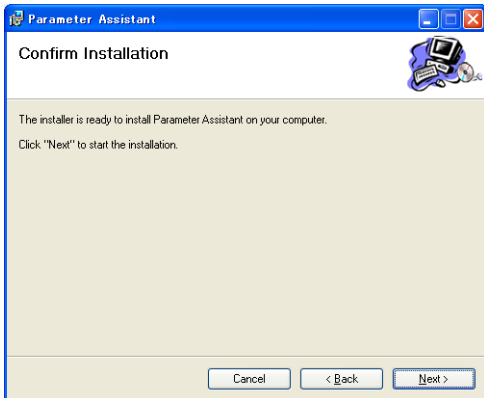 Parameter Assistant
Confirm Installation
The installer is ready to install Parameter Assistant on your computer.
Click "Next" to start the installation.
Cancel
< Back
Next >